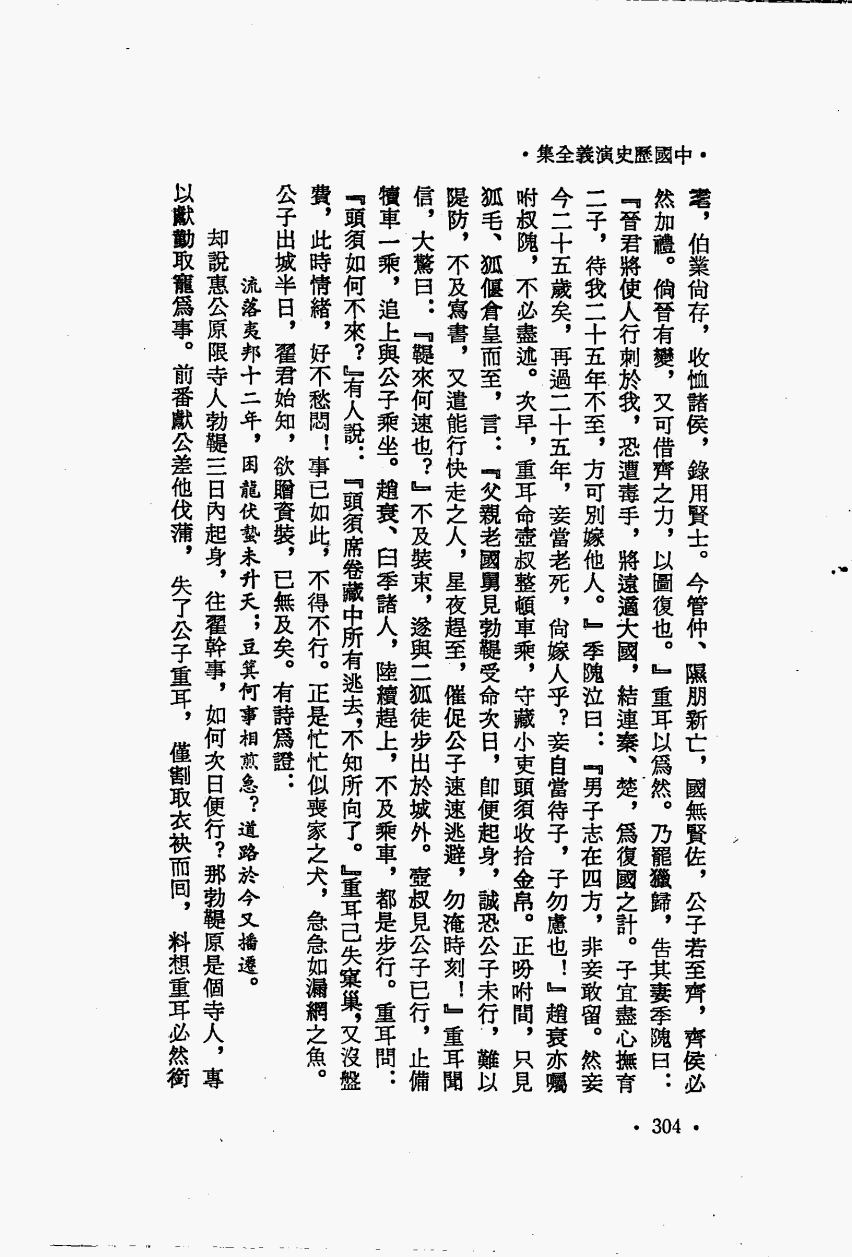 ·中國歷史演義全集·
耄，伯業尙存，收恤諸侯，錄用賢士。今管仲、隰朋新亡，國無賢佐，公子若至齊，齊侯必
然加禮。倘晉有變，又可借齊之力，以圖復也。』重耳以爲然。乃罷獵歸，告其妻季隗曰：
『晉君將使人行刺於我，恐遭毒手，將遠適大國，結連秦、楚，爲復國之計。子宜盡心撫育
二子，待我二十五年不至，方可別嫁他人。』季隗泣曰：『男子志在四方，非妾敢留。然妾
今二十五歲矣，再過二十五年，妾當老死，尙嫁人乎？妾自當待子，子勿慮也！』趙衰亦囑
咐叔隗，不必盡述。次早，重耳命壺叔整頓車乘，守藏小吏頭須收拾金帛。正吩咐間，只見
狐毛、狐偃倉皇而至，言：『父親老國舅見勃鞮受命次日，卽便起身，誠恐公子未行，難以
隄防，不及寫書，又遣能行快走之人，星夜趕至，催促公子速速逃避，勿淹時刻！』重耳聞
信，大驚曰：『鞮來何速也？』不及裝束，遂與二狐徒步出於城外。壺叔見公子已行，止備
犢車一乘，追上與公子乘坐。趙衰、臼季諸人，陸續趕上，不及乘車，都是步行。重耳問：
『頭須如何不來？』有人說：『頭須席卷藏中所有逃去，不知所向了。』重耳已失窠巢，又沒盤
費，此時情緒，好不愁悶！事已如此，不得不行。正是忙忙似喪家之犬，急急如漏網之魚。
公子出城半日，翟君始知，欲贈資裝，已無及矣。有詩爲證：
流落夷邦十二年，困龍伏蟄未升天；豆箕何事相煎急？道路於今又播遷。
却說惠公原限寺人勃鞮三日內起身，往翟幹事，如何次日便行？那勃鞮原是個寺人，專
以獻勤取寵爲事。前番獻公差他伐蒲，失了公子重耳，僅割取衣袂而回，料想重耳必然銜
·304·